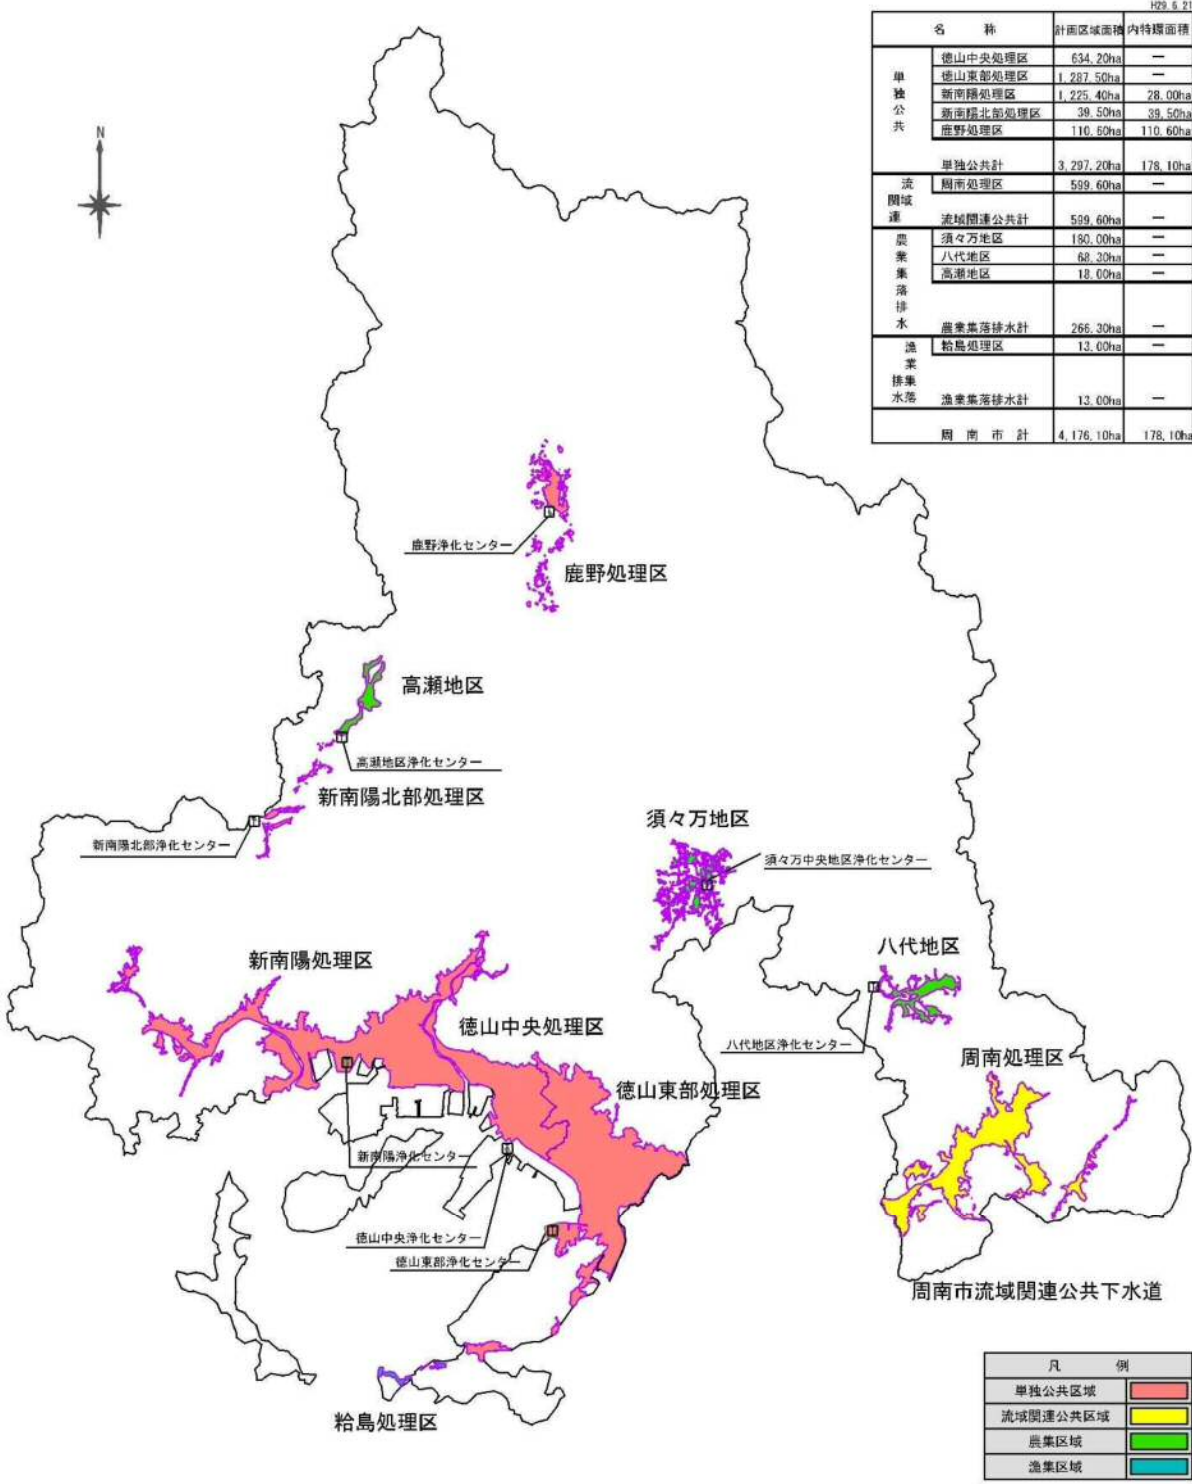 H29.6.21
名　称 計画区域面積 内特環面積
単独公共
徳山中央処理区 634.20ha ー
徳山東部処理区 1,287.50ha ー
新南陽処理区 1,225.40ha 28.00ha
新南陽北部処理区 39.50ha 39.50ha
鹿野処理区 110.60ha 110.60ha
単独公共計 3,297.20ha 178.10ha
流域関連
周南処理区 599.60ha ー
流域関連公共計 599.60ha ー
農業集落排水
須々万地区 180.00ha ー
八代地区 68.30ha ー
高瀬地区 18.00ha ー
農業集落排水計 266.30ha ー
漁業集落排水
粭島処理区 13.00ha ー
漁業集落排水計 13.00ha ー
周南市計 4,176.10ha 178.10ha
N
鹿野浄化センター
鹿野処理区
高瀬地区
高瀬地区浄化センター
新南陽北部処理区
新南陽北部浄化センター
須々万地区
須々万中央地区浄化センター
八代地区
八代地区浄化センター
新南陽処理区
徳山中央処理区
徳山東部処理区
周南処理区
新南陽浄化センター
徳山中央浄化センター
徳山東部浄化センター
周南市流域関連公共下水道
粭島処理区
凡　例
単独公共区域
流域関連公共区域
農集区域
漁集区域